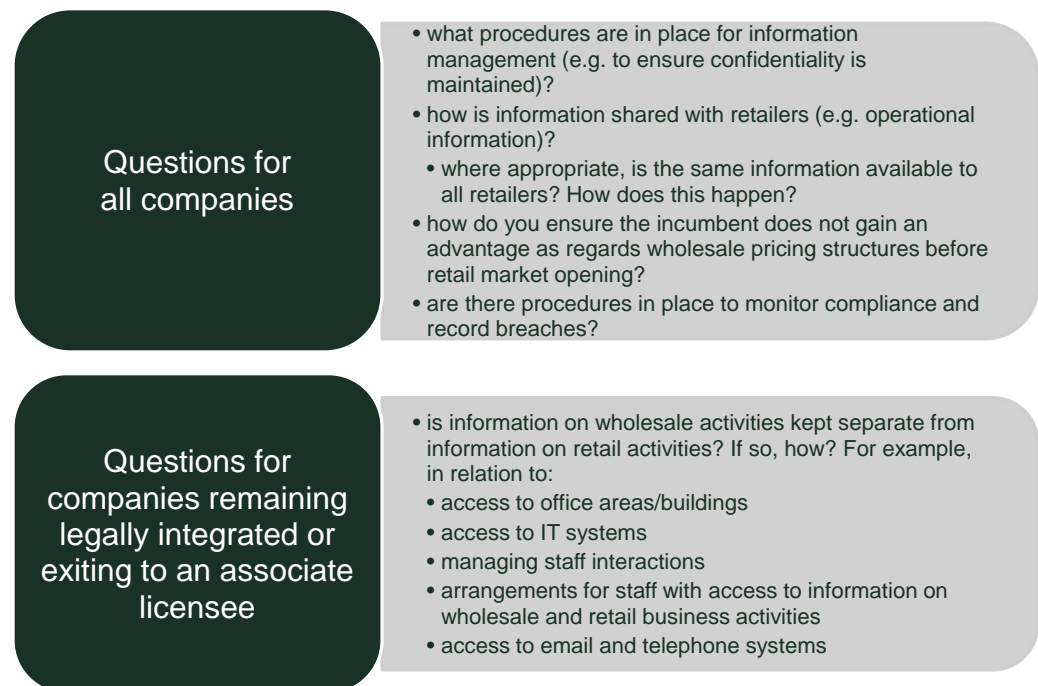 Questions for
all companies
• what procedures are in place for information
management (e.g. to ensure confidentiality is
maintained)?
• how is information shared with retailers (e.g. operational
information)?
• where appropriate, is the same information available to
all retailers? How does this happen?
• how do you ensure the incumbent does not gain an
advantage as regards wholesale pricing structures before
retail market opening?
• are there procedures in place to monitor compliance and
record breaches?
Questions for
companies remaining
legally integrated or
exiting to an associate
licensee
• is information on wholesale activities kept separate from
information on retail activities? If so, how? For example,
in relation to:
• access to office areas/buildings
• access to IT systems
• managing staff interactions
• arrangements for staff with access to information on
wholesale and retail business activities
• access to email and telephone systems